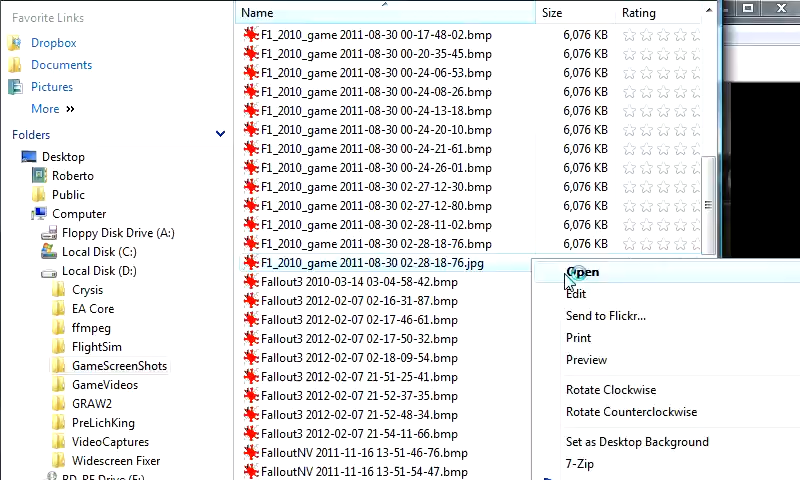 Favorite Links
Dropbox
Documents
Pictures
More »
Folders
Desktop
Roberto
Public
Computer
Floppy Disk Drive (A:)
Local Disk (C:)
Local Disk (D:)
Crysis
EA Core
ffmpeg
FlightSim
GameScreenShots
GameVideos
GRAW2
PreLichKing
VideoCaptures
Widescreen Fixer
Name Size Rating
F1_2010_game 2011-08-30 00-17-48-02.bmp 6,076 KB
F1_2010_game 2011-08-30 00-20-35-45.bmp 6,076 KB
F1_2010_game 2011-08-30 00-24-06-53.bmp 6,076 KB
F1_2010_game 2011-08-30 00-24-08-26.bmp 6,076 KB
F1_2010_game 2011-08-30 00-24-13-18.bmp 6,076 KB
F1_2010_game 2011-08-30 00-24-20-10.bmp 6,076 KB
F1_2010_game 2011-08-30 00-24-21-61.bmp 6,076 KB
F1_2010_game 2011-08-30 00-24-26-01.bmp 6,076 KB
F1_2010_game 2011-08-30 02-27-12-30.bmp 6,076 KB
F1_2010_game 2011-08-30 02-27-12-80.bmp 6,076 KB
F1_2010_game 2011-08-30 02-28-11-02.bmp 6,076 KB
F1_2010_game 2011-08-30 02-28-18-76.bmp 6,076 KB
F1_2010_game 2011-08-30 02-28-18-76.jpg
Fallout3 2010-03-14 03-04-58-42.bmp
Fallout3 2012-02-07 02-16-31-87.bmp
Fallout3 2012-02-07 02-17-46-61.bmp
Fallout3 2012-02-07 02-17-50-32.bmp
Fallout3 2012-02-07 02-18-09-54.bmp
Fallout3 2012-02-07 21-51-25-41.bmp
Fallout3 2012-02-07 21-52-37-35.bmp
Fallout3 2012-02-07 21-52-48-34.bmp
Fallout3 2012-02-07 21-54-11-66.bmp
FalloutNV 2011-11-16 13-51-46-76.bmp
FalloutNV 2011-11-16 13-51-54-47.bmp
Open
Edit
Send to Flickr...
Print
Preview
Rotate Clockwise
Rotate Counterclockwise
Set as Desktop Background
7-Zip